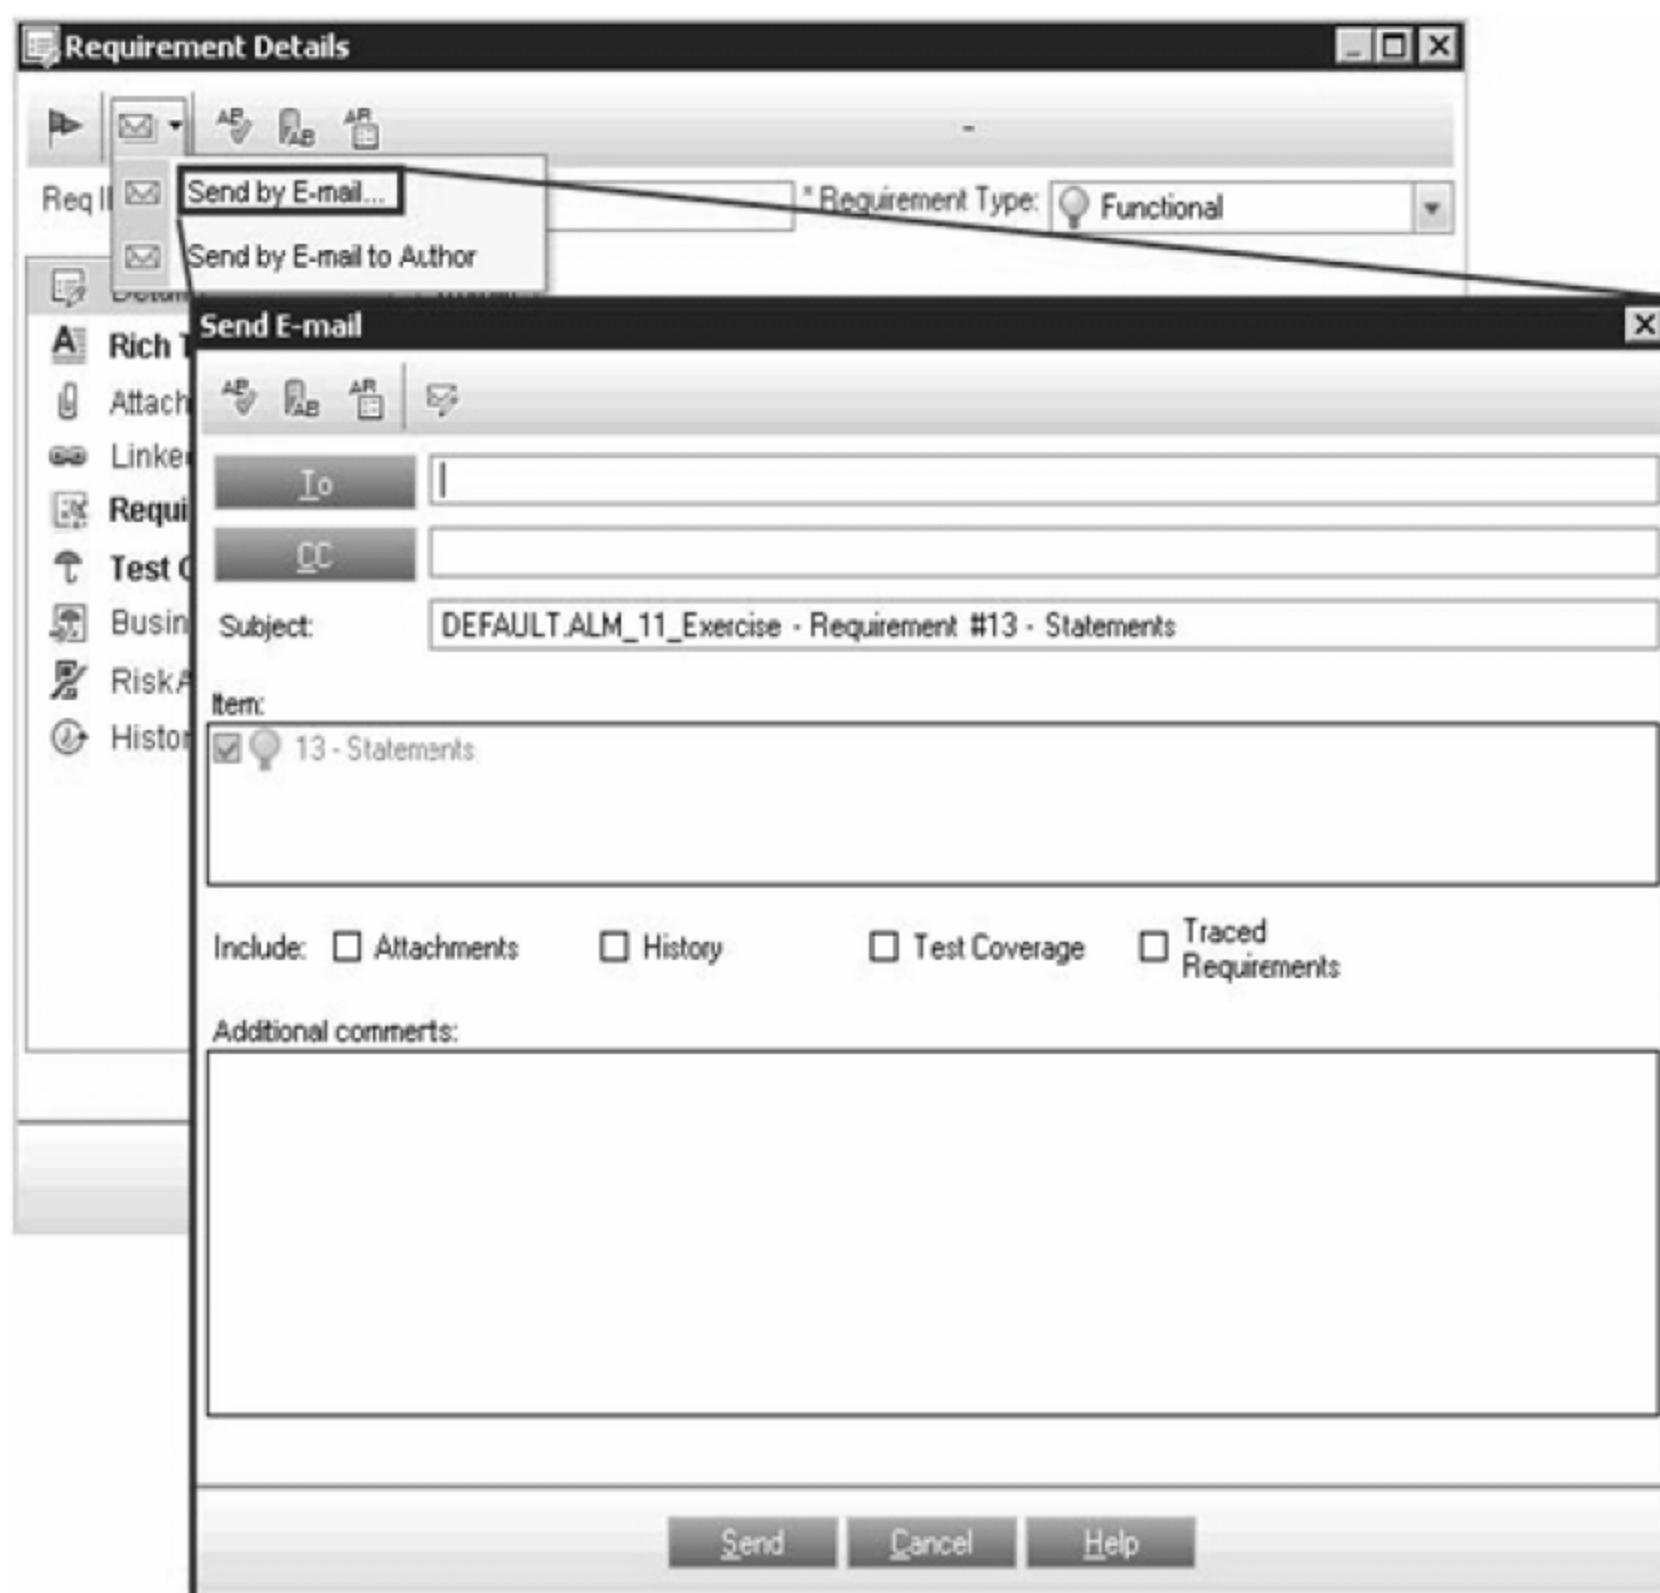 Requirement Details
Send by E-mail...
Send by E-mail to Author
Req
* Requirement Type:
Functional
Rich
Attach
Linke
Requi
Test
Busin
Risk
Histor
Send E-mail
To
CC
Subject:
DEFAULT.ALM_11_Exercise - Requirement #13 - Statements
Item:
13 - Statements
Include:
Attachments
History
Test Coverage
Traced
Requirements
Additional comments:
Send
Cancel
Help